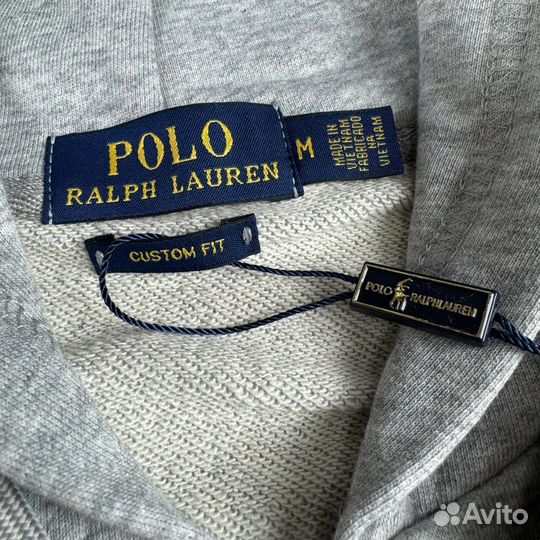 POLO
RALPH LAUREN
M
MADE IN
VIETNAM
FABRICADO
NA
VIETNAM
CUSTOM FIT
POLO RALPHLAUREN
Avito